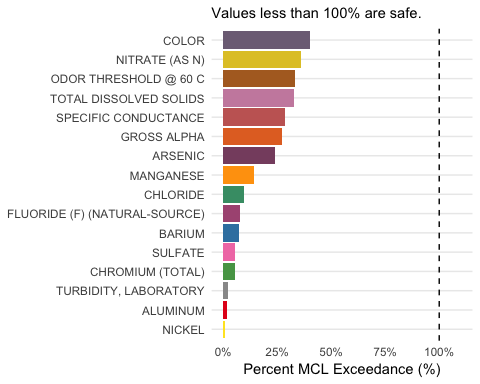 Values less than 100% are safe.
COLOR
NITRATE (AS N)
ODOR THRESHOLD @ 60 C
TOTAL DISSOLVED SOLIDS
SPECIFIC CONDUCTANCE
GROSS ALPHA
ARSENIC
MANGANESE
CHLORIDE
FLUORIDE (F) (NATURAL-SOURCE)
BARIUM
SULFATE
CHROMIUM (TOTAL)
TURBIDITY, LABORATORY
ALUMINUM
NICKEL
0% 25% 50% 75% 100%
Percent MCL Exceedance (%)